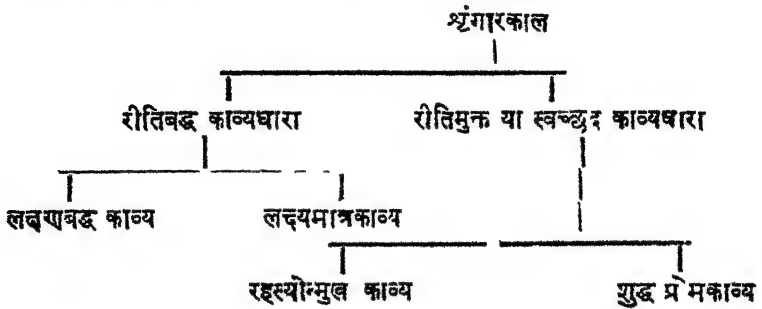 शृंगारकाल
रीतिबद्ध काव्यधारा रीतिमुक्त या स्वच्छंद काव्यधारा
लक्षणबद्ध काव्य लक्ष्यमात्रकाव्य
रहस्योन्मुख काव्य शुद्ध प्रेमकाव्य